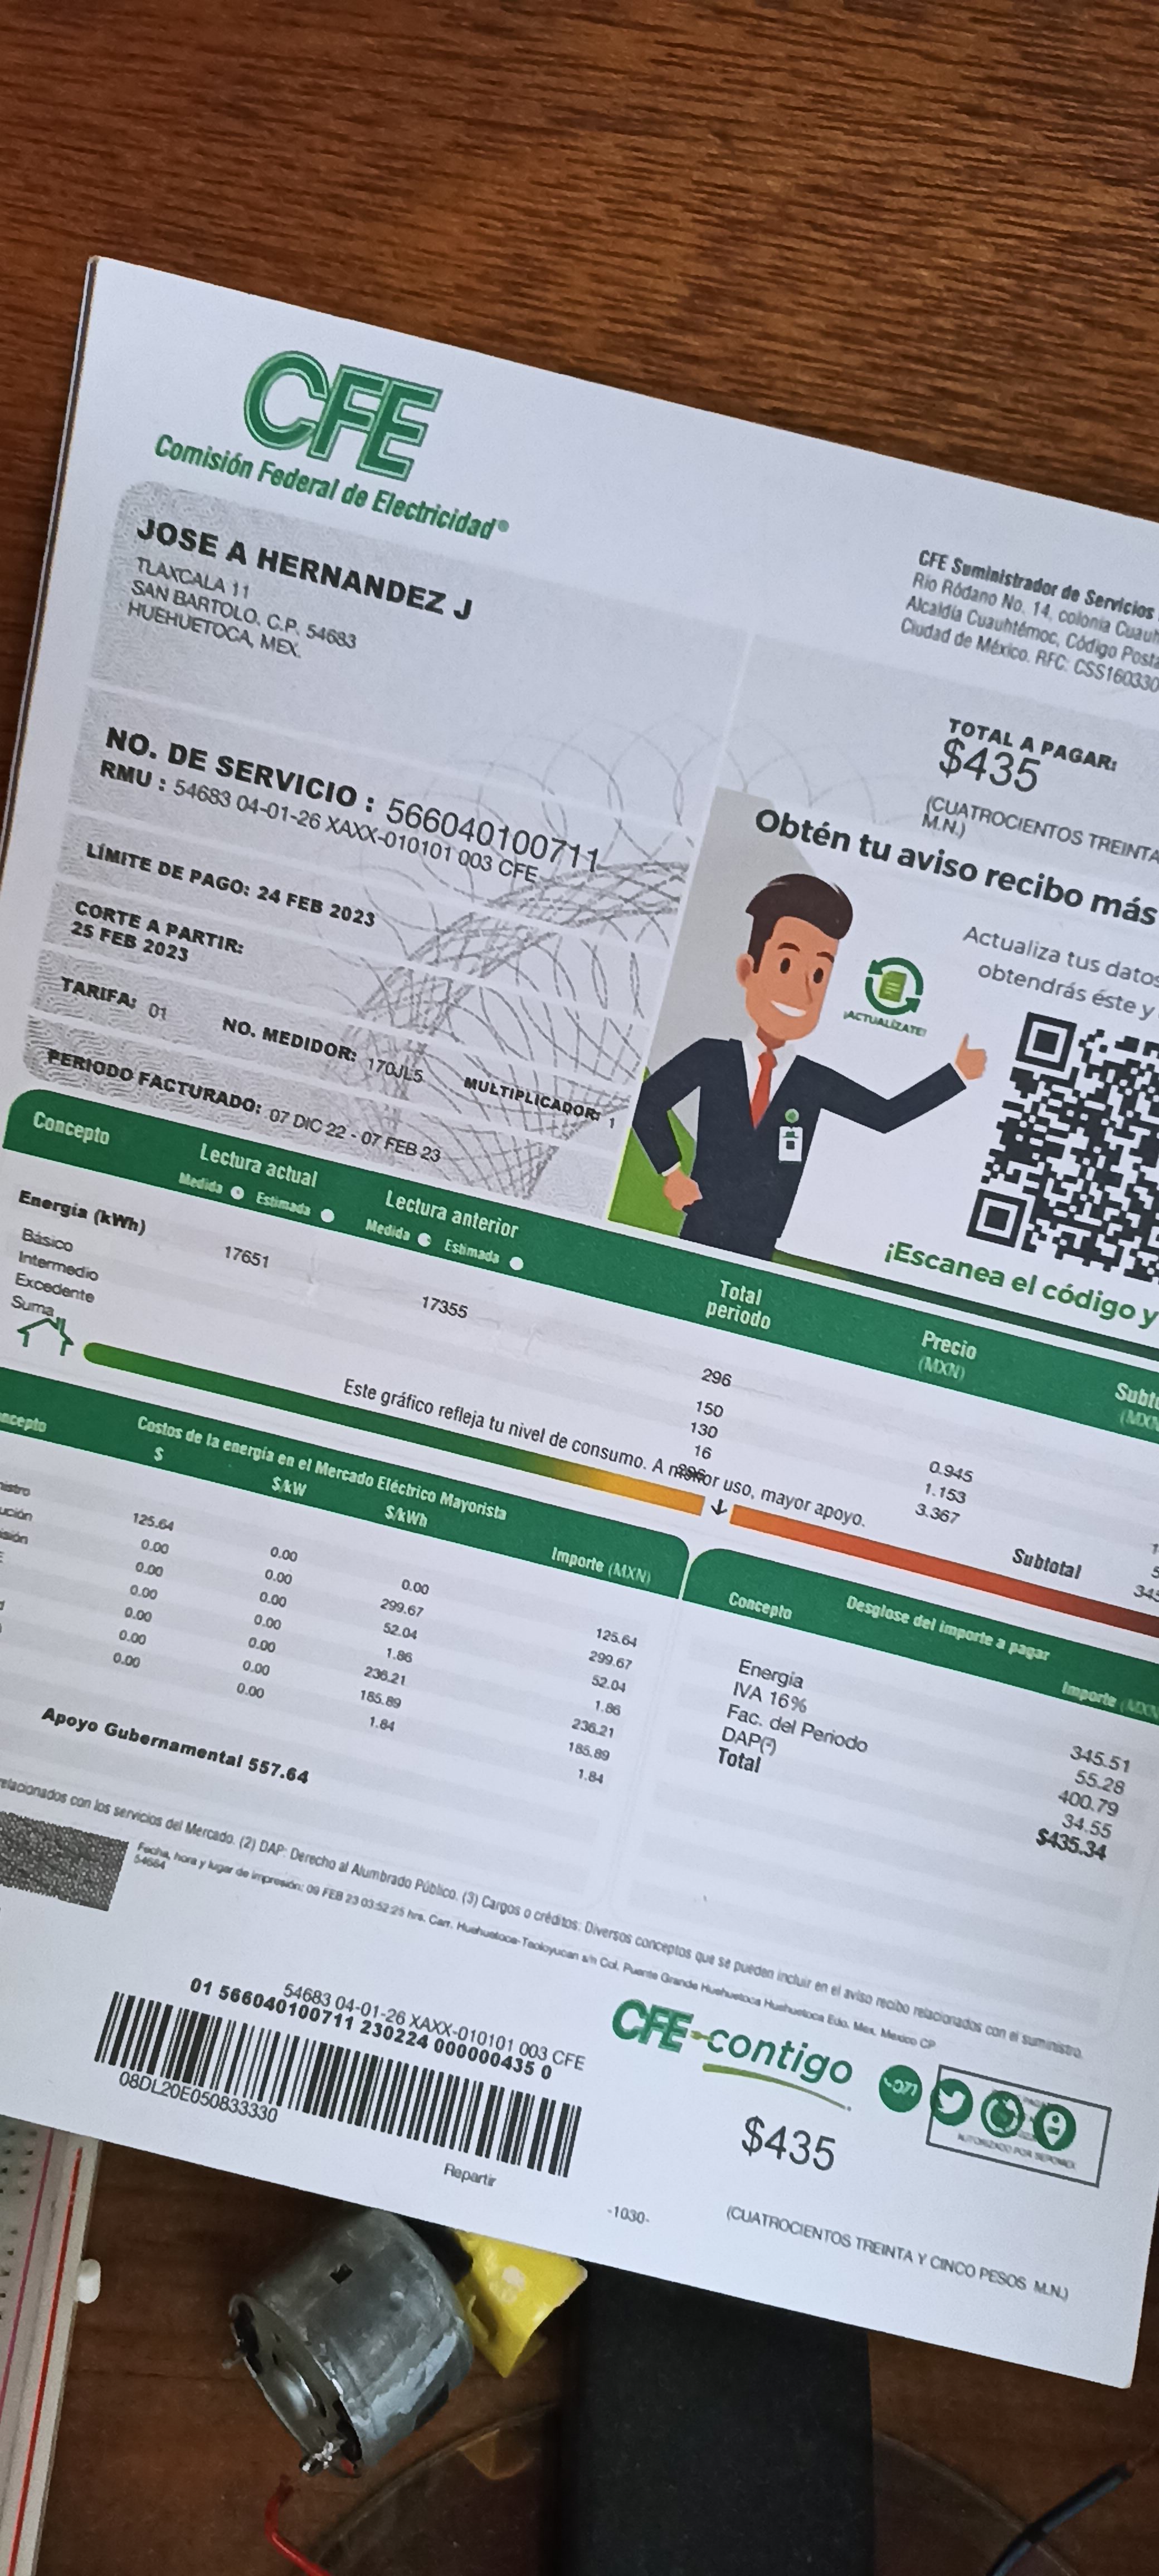 CFE
Comisión Federal de Electricidad®
JOSE A HERNANDEZ J
TLAXCALA 11
SAN BARTOLO, C.P. 54683
HUEHUETOCA, MEX.
CFE Suministrador de Servicios
Río Ródano No. 14, colonia Cuauh
Alcaldía Cuauhtémoc, Código Posta
Ciudad de México. RFC: CSS160330
NO. DE SERVICIO : 566040100711
RMU : 54683 04-01-26 XAXX-010101 003 CFE
LÍMITE DE PAGO: 24 FEB 2023
CORTE A PARTIR:
25 FEB 2023
TARIFA: 01 NO. MEDIDOR: 170JL5 MULTIPLICADOR: 1
PERIODO FACTURADO: 07 DIC 22 - 07 FEB 23
TOTAL A PAGAR:
$435
(CUATROCIENTOS TREINTA
M.N.)
Obtén tu aviso recibo más
Actualiza tus datos
obtendrás éste y
¡ACTUALÍZATE!
¡Escanea el código y
Concepto Lectura actual Lectura anterior Total periodo Precio (MXN) Subto (MXN
Medida Estimada Medida Estimada
Energía (kWh) 17651 17355 296
Básico 150 0.945
Intermedio 130 1.153
Excedente 16 3.367
Suma Subtotal 345
Este gráfico refleja tu nivel de consumo. A menor uso, mayor apoyo.
Costos de la energía en el Mercado Eléctrico Mayorista
ncepto $ $/kW $/kWh Importe (MXN)
125.64 0.00 0.00 125.64
0.00 0.00 299.67 299.67
0.00 0.00 52.04 52.04
0.00 0.00 1.86 1.86
0.00 0.00 236.21 236.21
0.00 0.00 185.89 185.89
0.00 0.00 1.84 1.84
Apoyo Gubernamental 557.64
Desglose del importe a pagar
Concepto Importe (MXN
Energía 345.51
IVA 16% 55.28
Fac. del Periodo 400.79
DAP(²) 34.55
Total $435.34
relacionados con los servicios del Mercado. (2) DAP: Derecho al Alumbrado Público. (3) Cargos o créditos: Diversos conceptos que se pueden incluir en el aviso recibo relacionados con el suministro.
Fecha, hora y lugar de impresión: 09 FEB 23 03:52:25 hrs. Carr. Huehuetoca-Teoloyucan s/n Col. Puente Grande Huehuetoca Huehuetoca Edo. Mex. Mexico CP
54684
54683 04-01-26 XAXX-010101 003 CFE
01 566040100711 230224 000000435 0
08DL20E050833330
Repartir
CFE-contigo
071
AUTORIZADO POR SEPOMEX
$435
-1030-
(CUATROCIENTOS TREINTA Y CINCO PESOS M.N.)